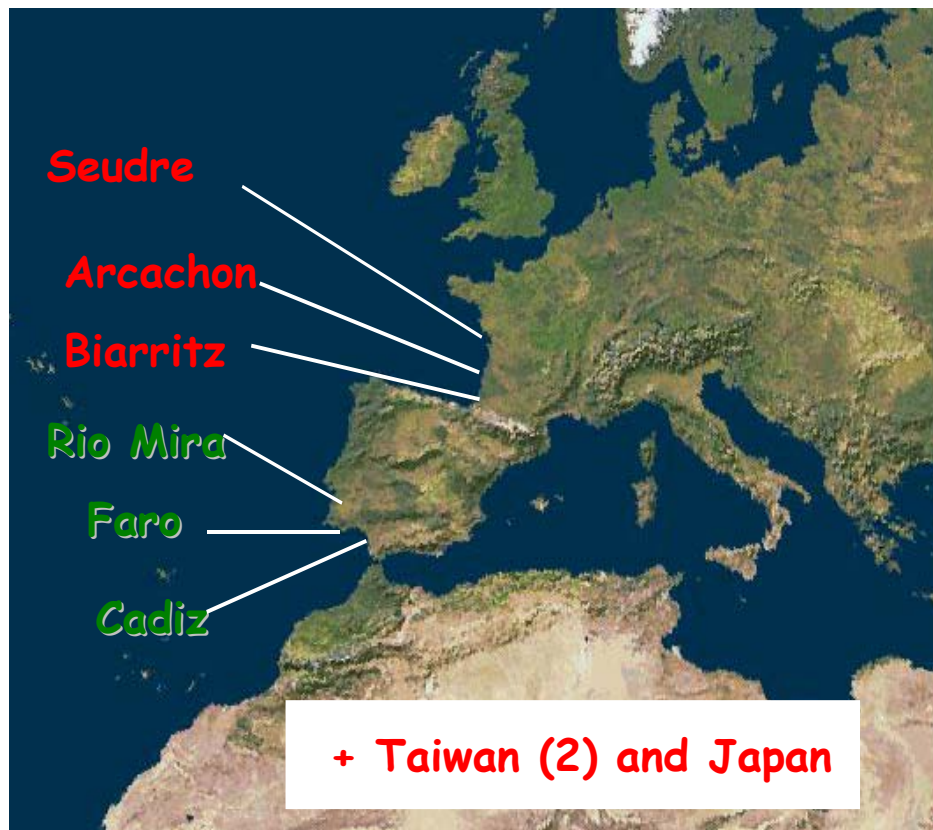 Seudre
Arcachon
Biarritz
Rio Mira
Faro
Cadiz
+ Taiwan (2) and Japan